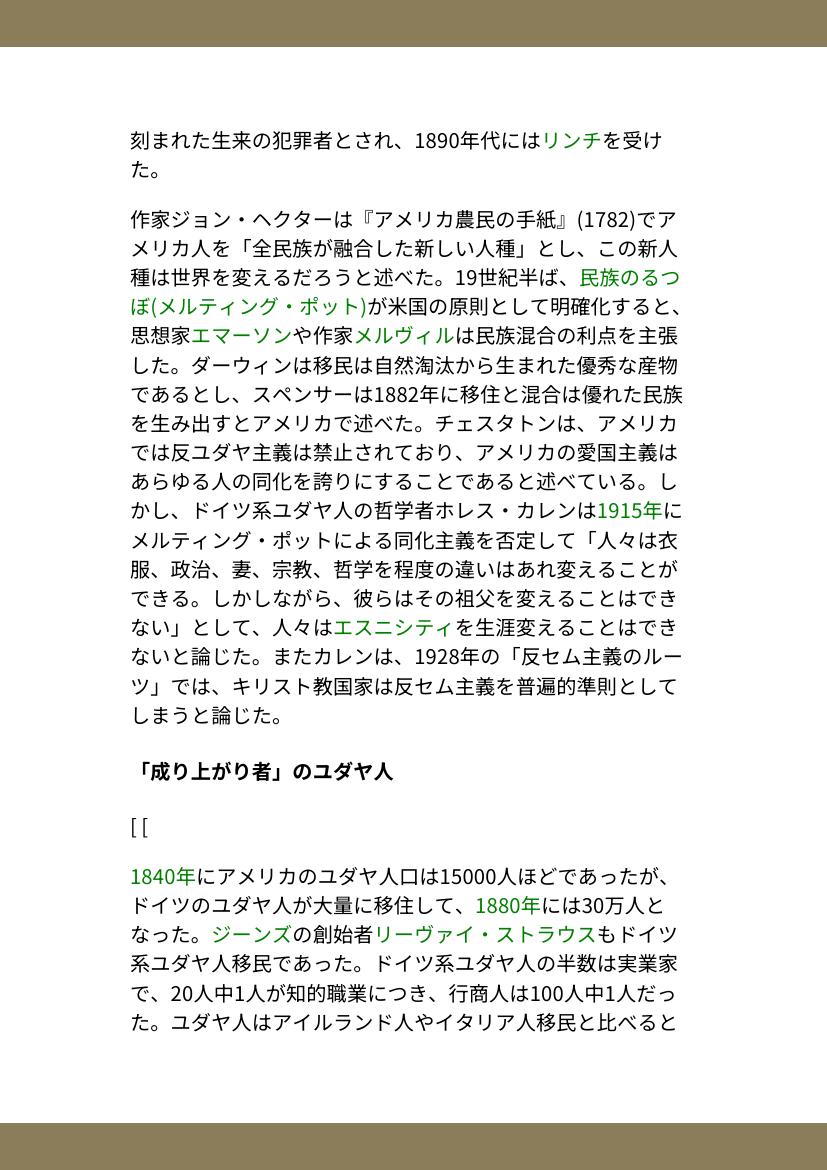 刻まれた生来の犯罪者とされ、1890年代にはリンチを受け
た。
作家ジョン・ヘクターは『アメリカ農民の手紙』(1782)でア
メリカ人を「全民族が融合した新しい人種」とし、この新人
種は世界を変えるだろうと述べた。19世紀半ば、民族のるつ
ぼ(メルティング・ポット)が米国の原則として明確化すると、
思想家エマーソンや作家メルヴィルは民族混合の利点を主張
した。ダーウィンは移民は自然淘汰から生まれた優秀な産物
であるとし、スペンサーは1882年に移住と混合は優れた民族
を生み出すとアメリカで述べた。チェスタトンは、アメリカ
では反ユダヤ主義は禁止されており、アメリカの愛国主義は
あらゆる人の同化を誇りにすることであると述べている。し
かし、ドイツ系ユダヤ人の哲学者ホレス・カレンは1915年に
メルティング・ポットによる同化主義を否定して「人々は衣
服、政治、妻、宗教、哲学を程度の違いはあれ変えることが
できる。しかしながら、彼らはその祖父を変えることはでき
ない」として、人々はエスニシティを生涯変えることはでき
ないと論じた。またカレンは、1928年の「反セム主義のルー
ツ」では、キリスト教国家は反セム主義を普遍的準則として
しまうと論じた。
「成り上がり者」のユダヤ人
[ [
1840年にアメリカのユダヤ人口は15000人ほどであったが、
ドイツのユダヤ人が大量に移住して、1880年には30万人と
なった。ジーンズの創始者リーヴァイ・ストラウスもドイツ
系ユダヤ人移民であった。ドイツ系ユダヤ人の半数は実業家
で、20人中1人が知的職業につき、行商人は100人中1人だっ
た。ユダヤ人はアイルランド人やイタリア人移民と比べると